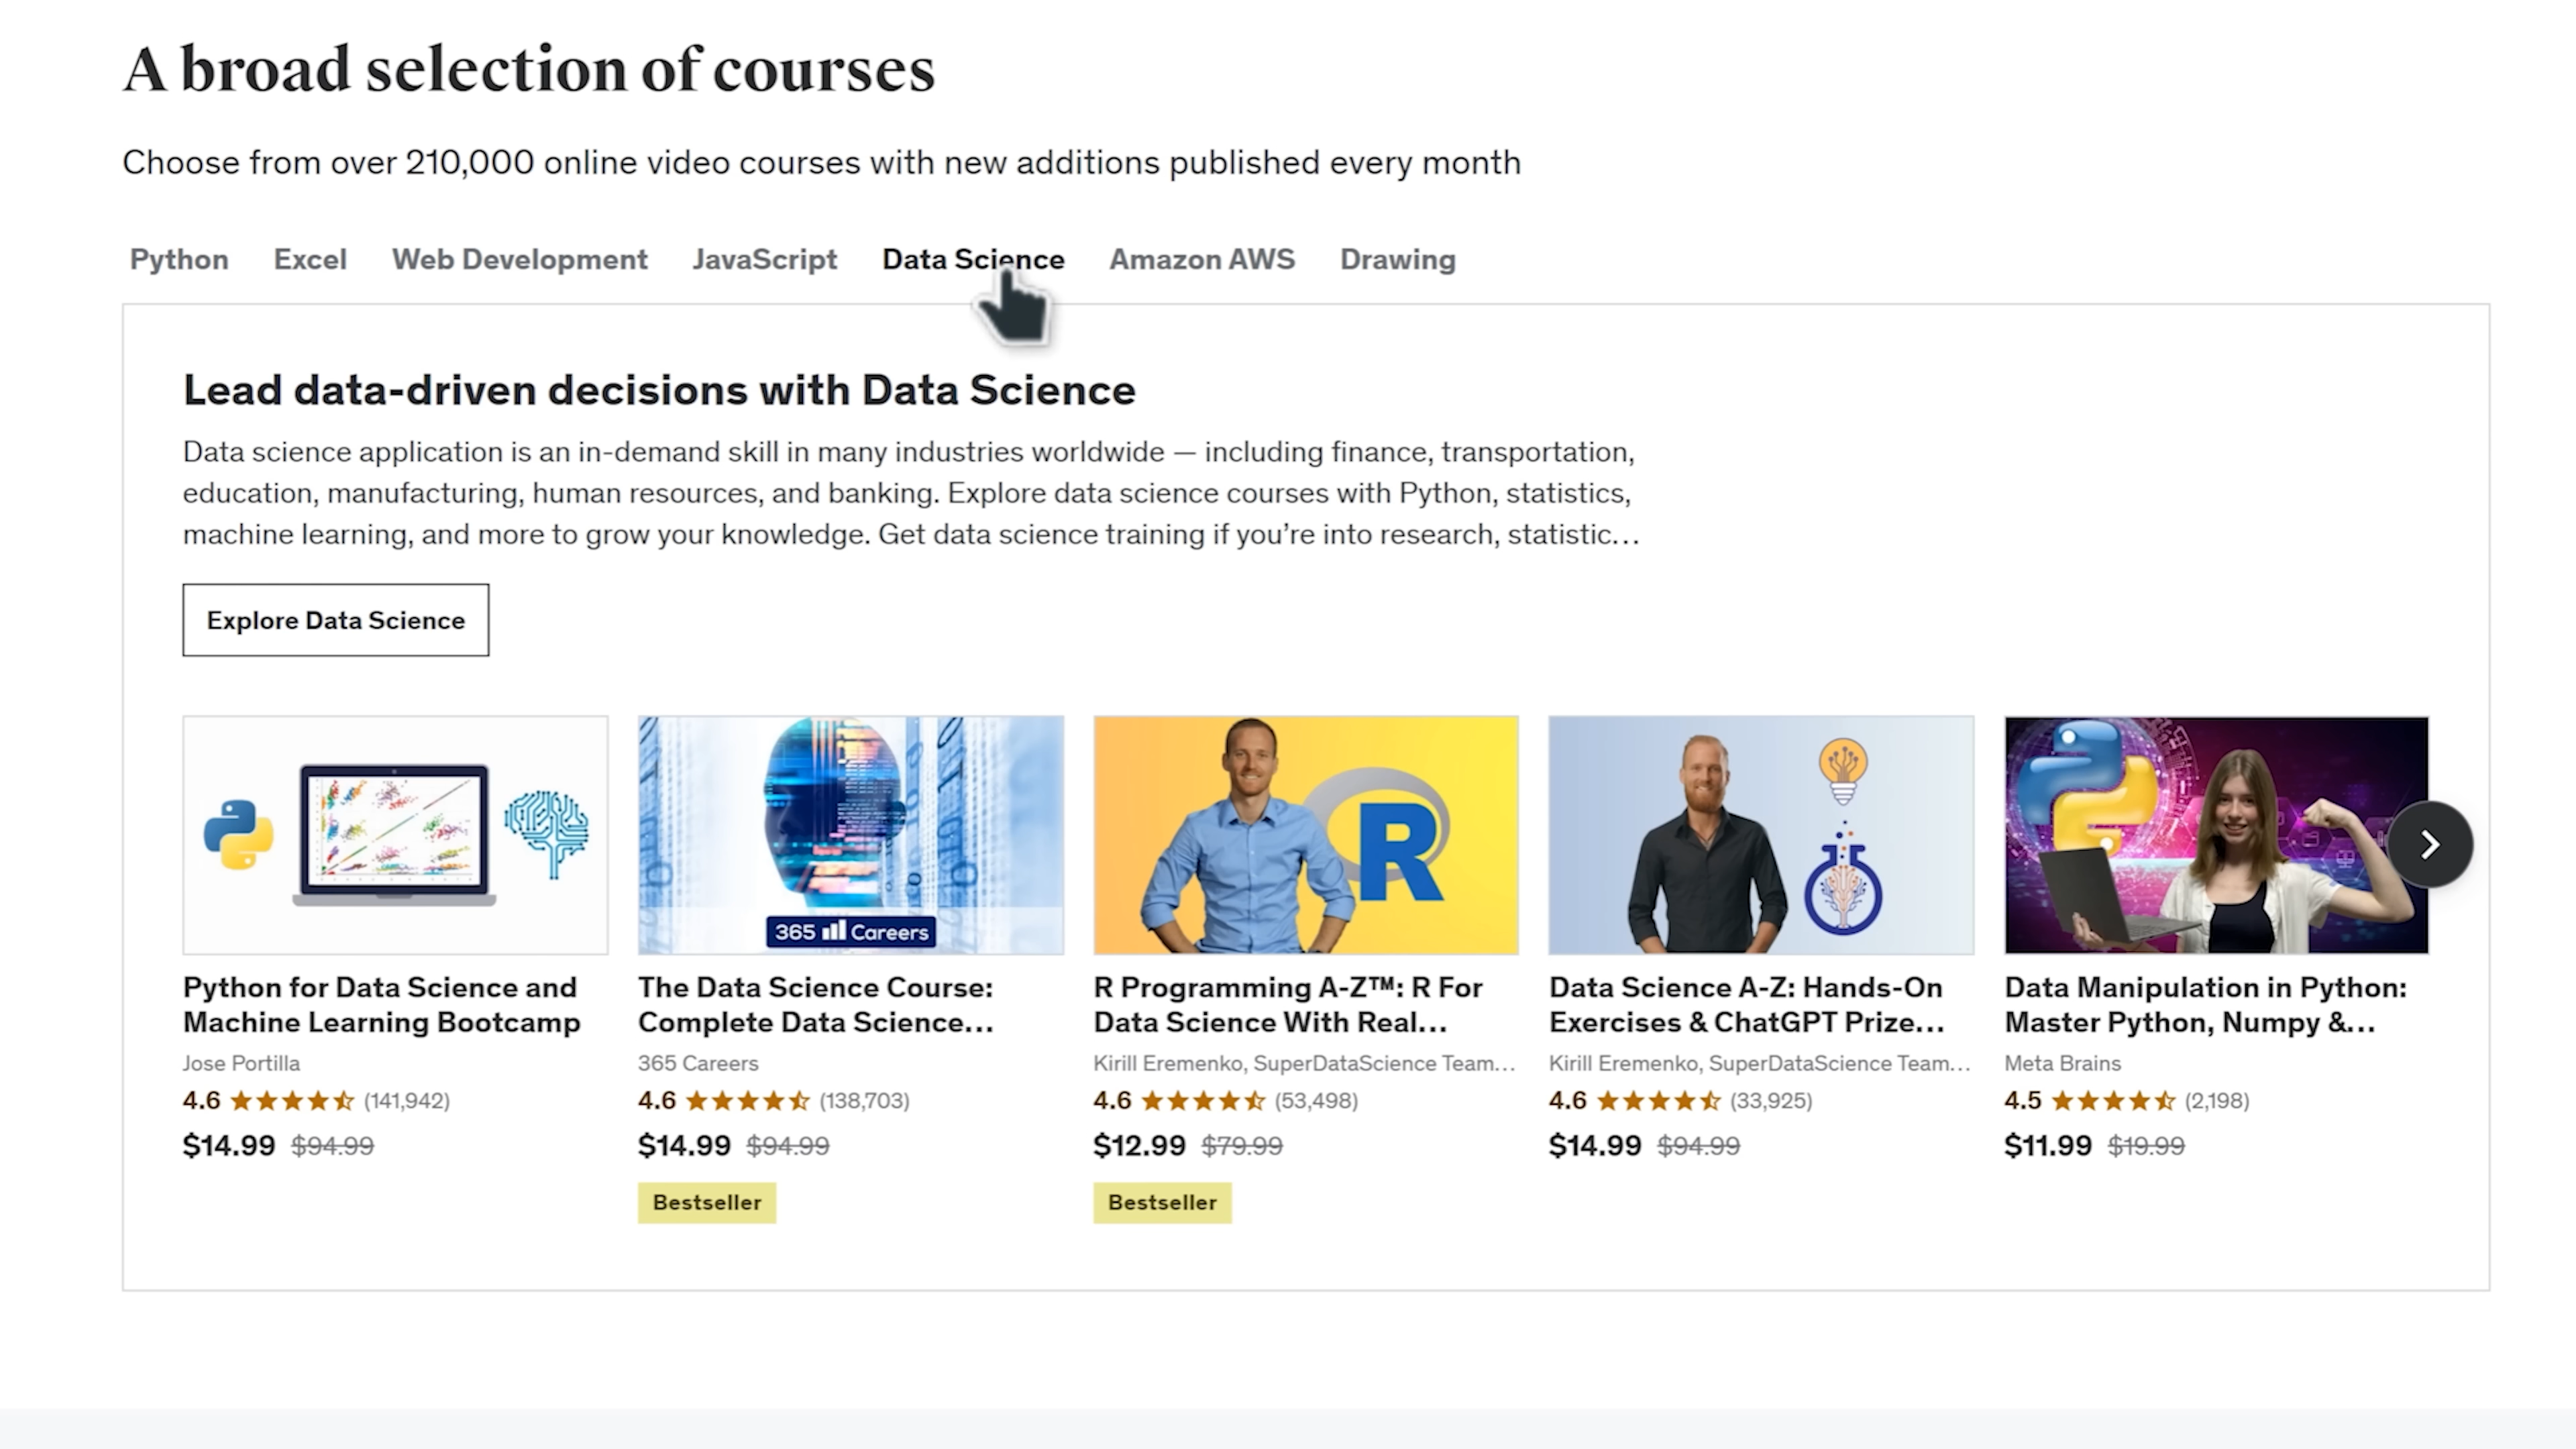 A broad selection of courses
Choose from over 210,000 online video courses with new additions published every month
Python Excel Web Development JavaScript Data Science Amazon AWS Drawing
Lead data-driven decisions with Data Science
Data science application is an in-demand skill in many industries worldwide — including finance, transportation,
education, manufacturing, human resources, and banking. Explore data science courses with Python, statistics,
machine learning, and more to grow your knowledge. Get data science training if you’re into research, statistic…
Explore Data Science
365 Careers
R
Python for Data Science and
Machine Learning Bootcamp
Jose Portilla
4.6 (141,942)
$14.99 $94.99
The Data Science Course:
Complete Data Science…
365 Careers
4.6 (138,703)
$14.99 $94.99
Bestseller
R Programming A-Z™: R For
Data Science With Real…
Kirill Eremenko, SuperDataScience Team…
4.6 (53,498)
$12.99 $79.99
Bestseller
Data Science A-Z: Hands-On
Exercises & ChatGPT Prize…
Kirill Eremenko, SuperDataScience Team…
4.6 (33,925)
$14.99 $94.99
Data Manipulation in Python:
Master Python, Numpy &…
Meta Brains
4.5 (2,198)
$11.99 $19.99